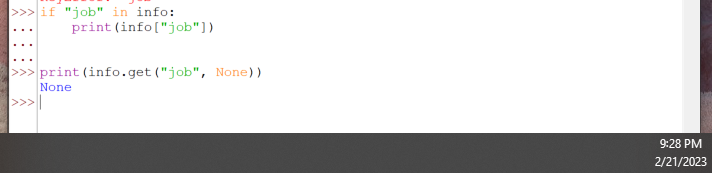 >>> if "job" in info:
...     print(info["job"])
...
...
>>> print(info.get("job", None))
None
>>>
9:28 PM
2/21/2023